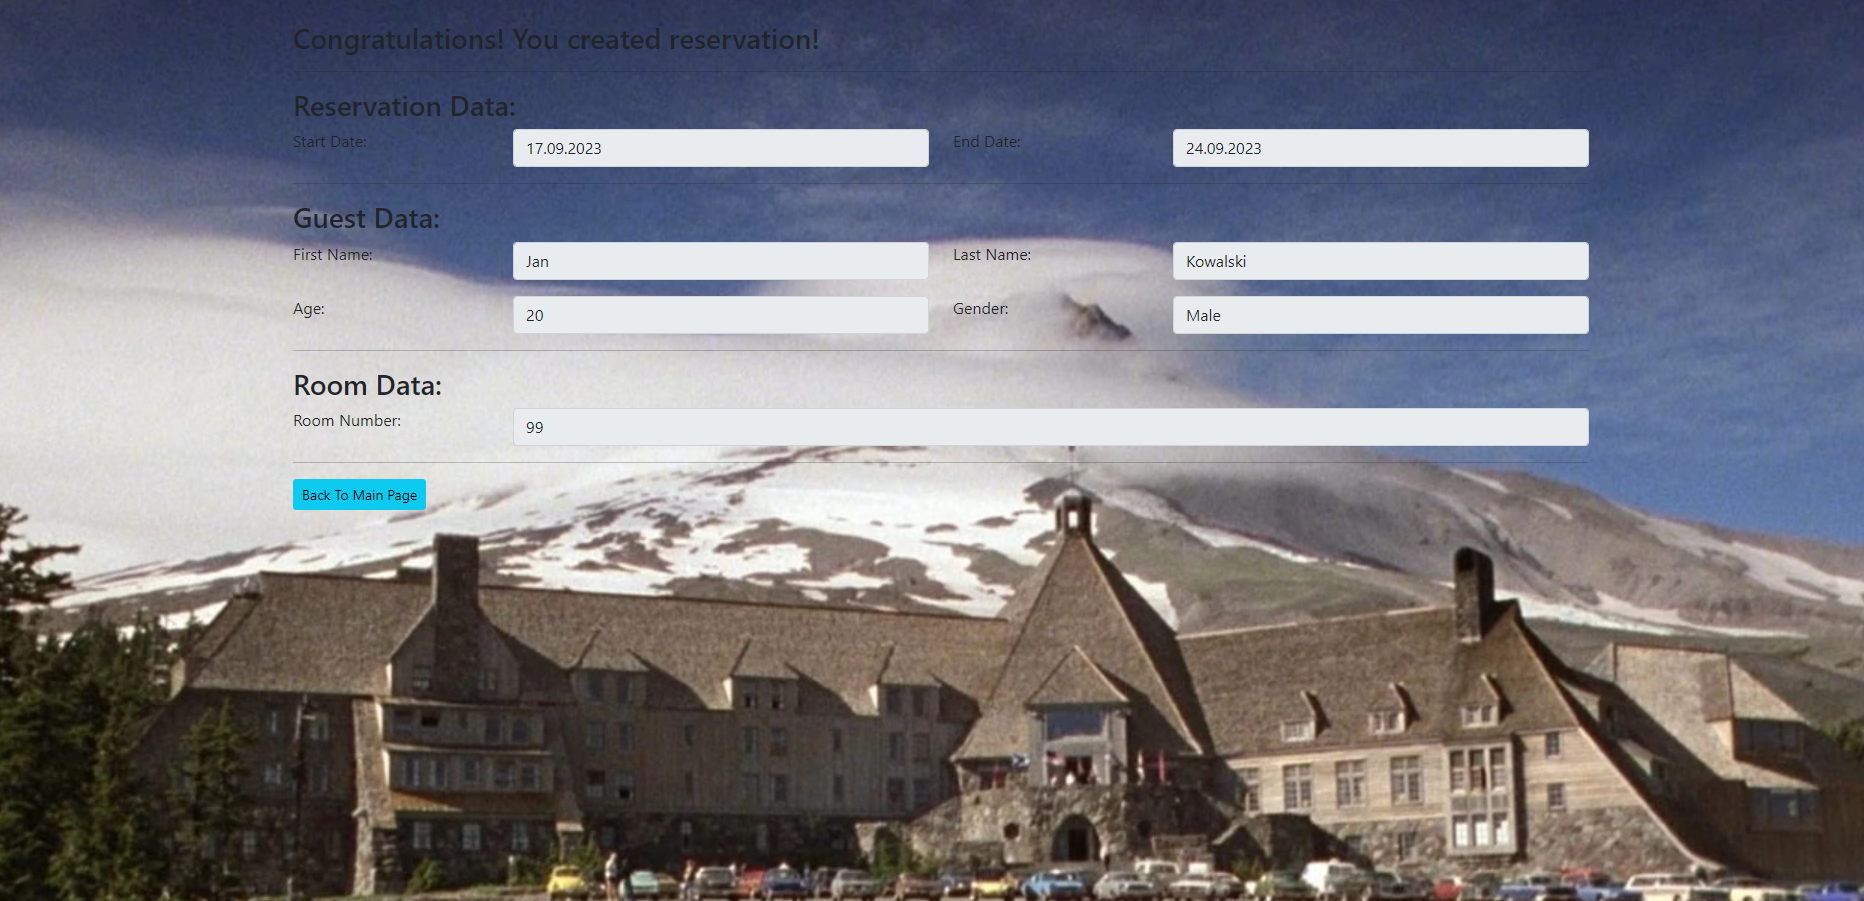 Congratulations! You created reservation!
Reservation Data:
Start Date: 17.09.2023 End Date: 24.09.2023
Guest Data:
First Name: Jan Last Name: Kowalski
Age: 20 Gender: Male
Room Data:
Room Number: 99
Back To Main Page